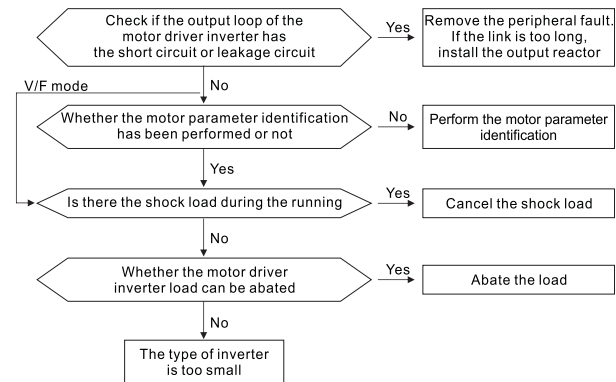 Check if the output loop of the
motor driver inverter has
the short circuit or leakage circuit
Yes
Remove the peripheral fault.
If the link is too long,
install the output reactor
V/F mode
No
Whether the motor parameter identification
has been performed or not
No
Perform the motor parameter
identification
Yes
Is there the shock load during the running
Yes
Cancel the shock load
No
Whether the motor driver
inverter load can be abated
Yes
Abate the load
No
The type of inverter
is too small